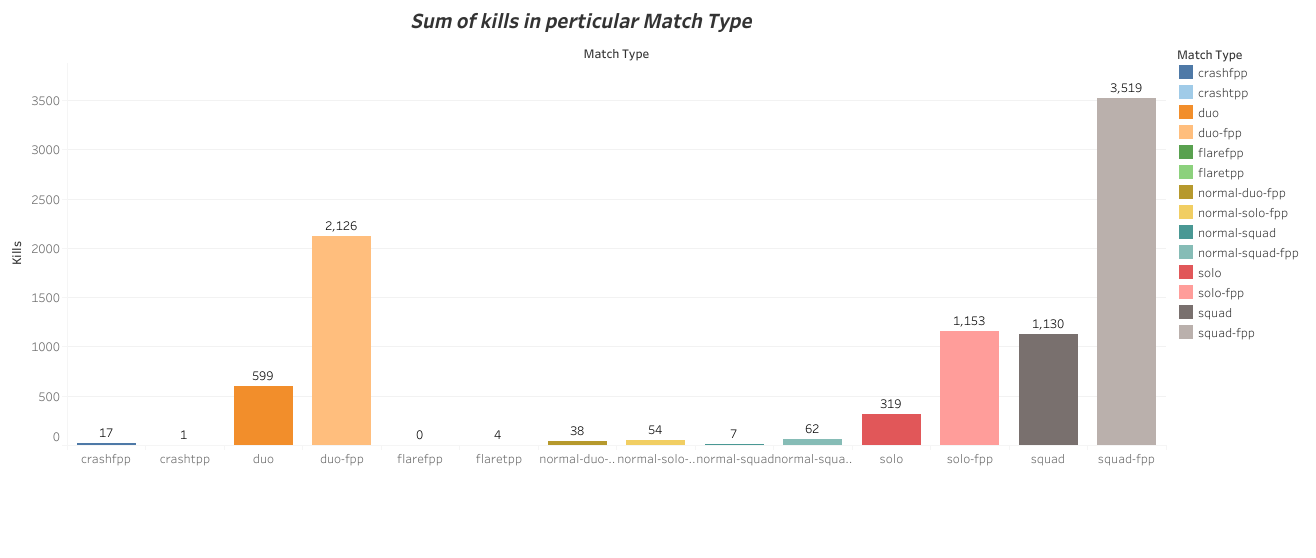 Sum of kills in perticular Match Type
Match Type
Kills
3500
3000
2500
2000
1500
1000
500
0
17
1
599
2,126
0
4
38
54
7
62
319
1,153
1,130
3,519
crashfpp
crashtpp
duo
duo-fpp
flarefpp
flaretpp
normal-duo-..
normal-solo-..
normal-squad
normal-squa..
solo
solo-fpp
squad
squad-fpp
Match Type
crashfpp
crashtpp
duo
duo-fpp
flarefpp
flaretpp
normal-duo-fpp
normal-solo-fpp
normal-squad
normal-squad-fpp
solo
solo-fpp
squad
squad-fpp